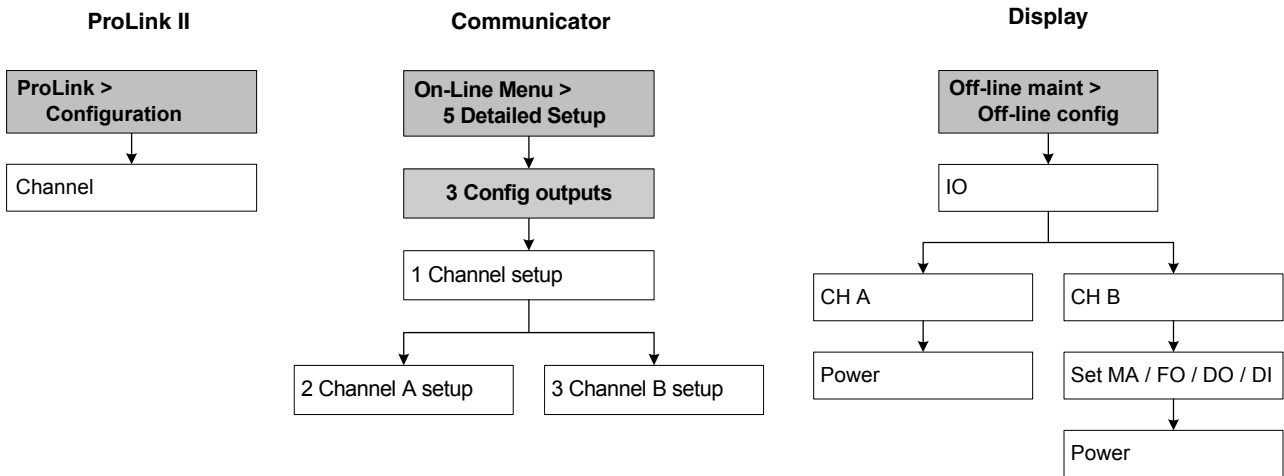 ProLink II
ProLink >
Configuration
Channel
Communicator
On-Line Menu >
5 Detailed Setup
3 Config outputs
1 Channel setup
2 Channel A setup
3 Channel B setup
Display
Off-line maint >
Off-line config
IO
CH A
Power
CH B
Set MA / FO / DO / DI
Power